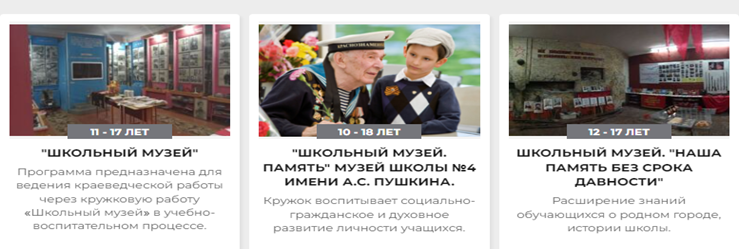 11 - 17 ЛЕТ
"ШКОЛЬНЫЙ МУЗЕЙ"
Программа предназначена для
ведения краеведческой работы
через кружковую работу
«Школьный музей» в учебно-
воспитательном процессе.
КРАСНОЗНАМЕН
10 - 18 ЛЕТ
"ШКОЛЬНЫЙ МУЗЕЙ.
ПАМЯТЬ" МУЗЕЙ ШКОЛЫ №4
ИМЕНИ А.С. ПУШКИНА.
Кружок воспитывает социально-
гражданское и духовное
развитие личности учащихся.
12 - 17 ЛЕТ
ШКОЛЬНЫЙ МУЗЕЙ. "НАША
ПАМЯТЬ БЕЗ СРОКА
ДАВНОСТИ"
Расширение знаний
обучающихся о родном городе,
истории школы.